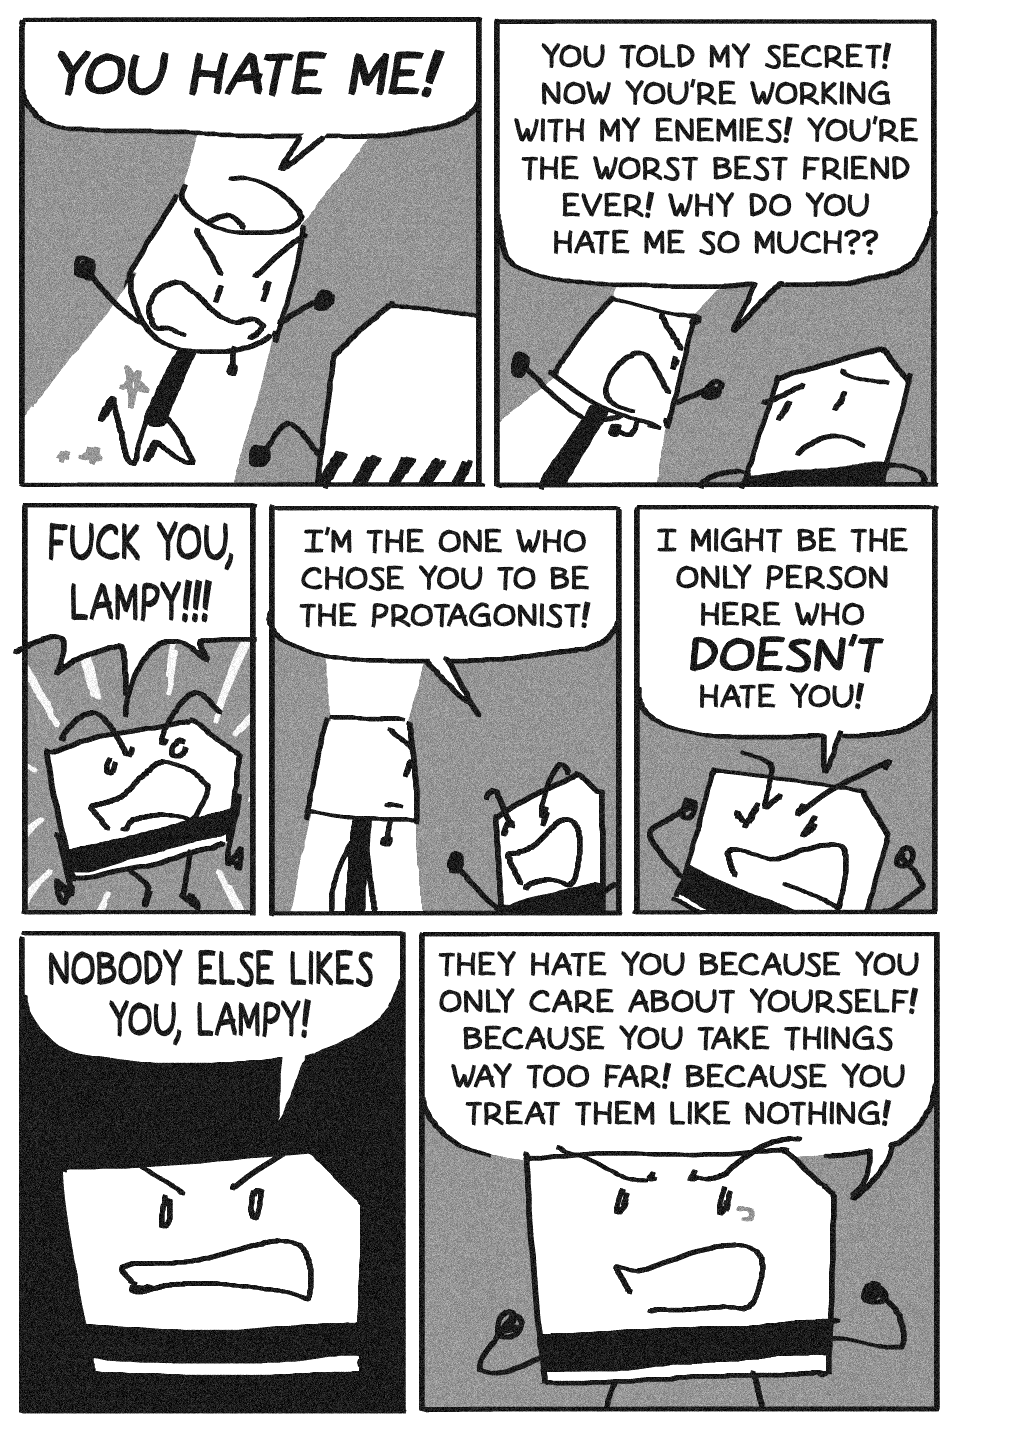 YOU HATE ME!
YOU TOLD MY SECRET!
NOW YOU'RE WORKING
WITH MY ENEMIES! YOU'RE
THE WORST BEST FRIEND
EVER! WHY DO YOU
HATE ME SO MUCH??
FUCK YOU,
LAMPY!!!
I'M THE ONE WHO
CHOSE YOU TO BE
THE PROTAGONIST!
I MIGHT BE THE
ONLY PERSON
HERE WHO
DOESN'T
HATE YOU!
NOBODY ELSE LIKES
YOU, LAMPY!
THEY HATE YOU BECAUSE YOU
ONLY CARE ABOUT YOURSELF!
BECAUSE YOU TAKE THINGS
WAY TOO FAR! BECAUSE YOU
TREAT THEM LIKE NOTHING!